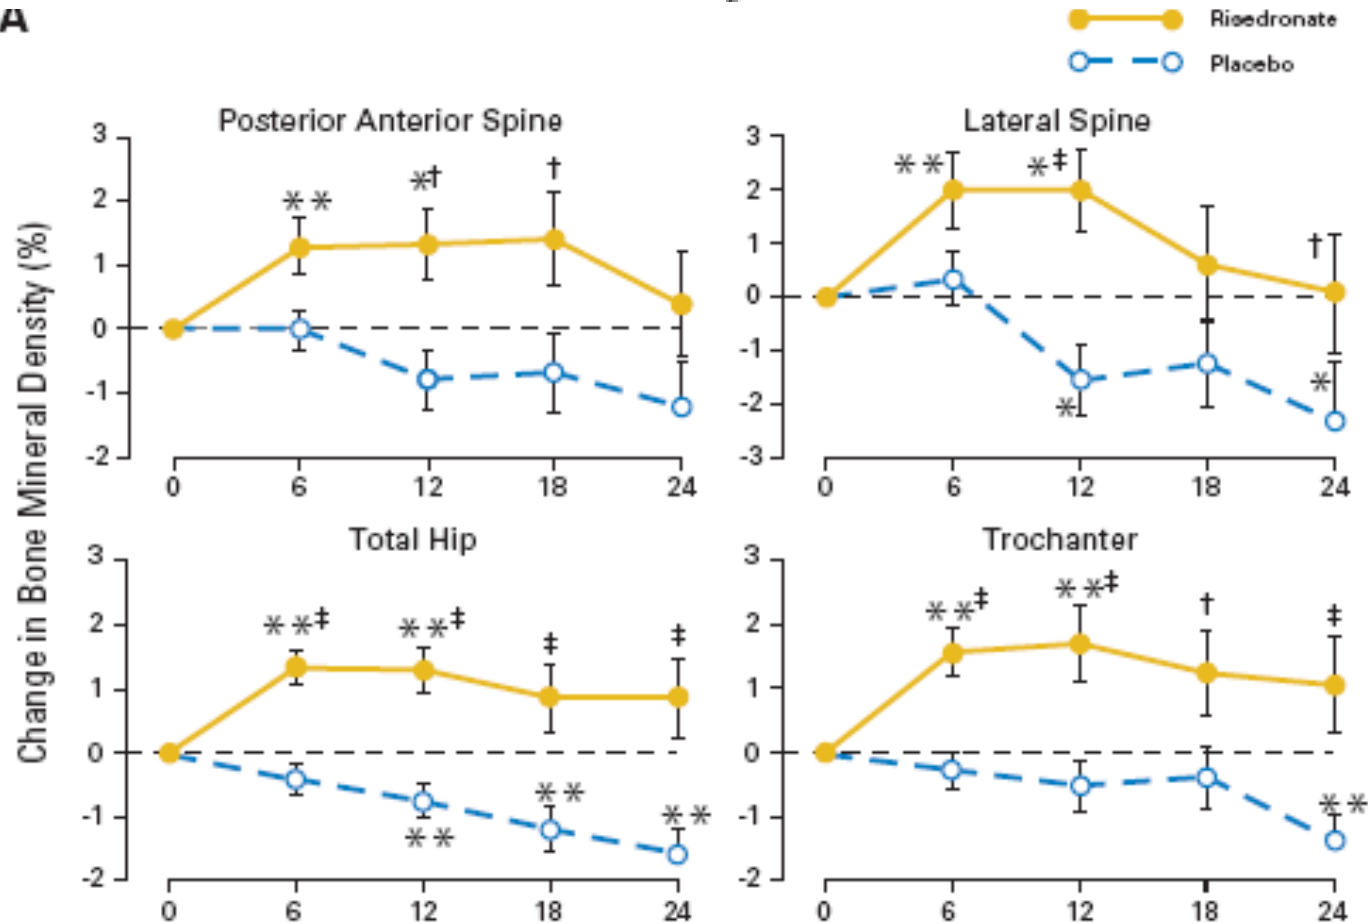 A
Risedronate
Placebo
Change in Bone Mineral Density (%)
Posterior Anterior Spine
3
2
1
0
-1
-2
** *† †
0 6 12 18 24
Lateral Spine
3
2
1
0
-1
-2
-3
** *‡ †
* *
0 6 12 18 24
Total Hip
3
2
1
0
-1
-2
**‡ **‡ ‡ ‡
** ** **
0 6 12 18 24
Trochanter
3
2
1
0
-1
-2
**‡ **‡ † ‡
**
0 6 12 18 24